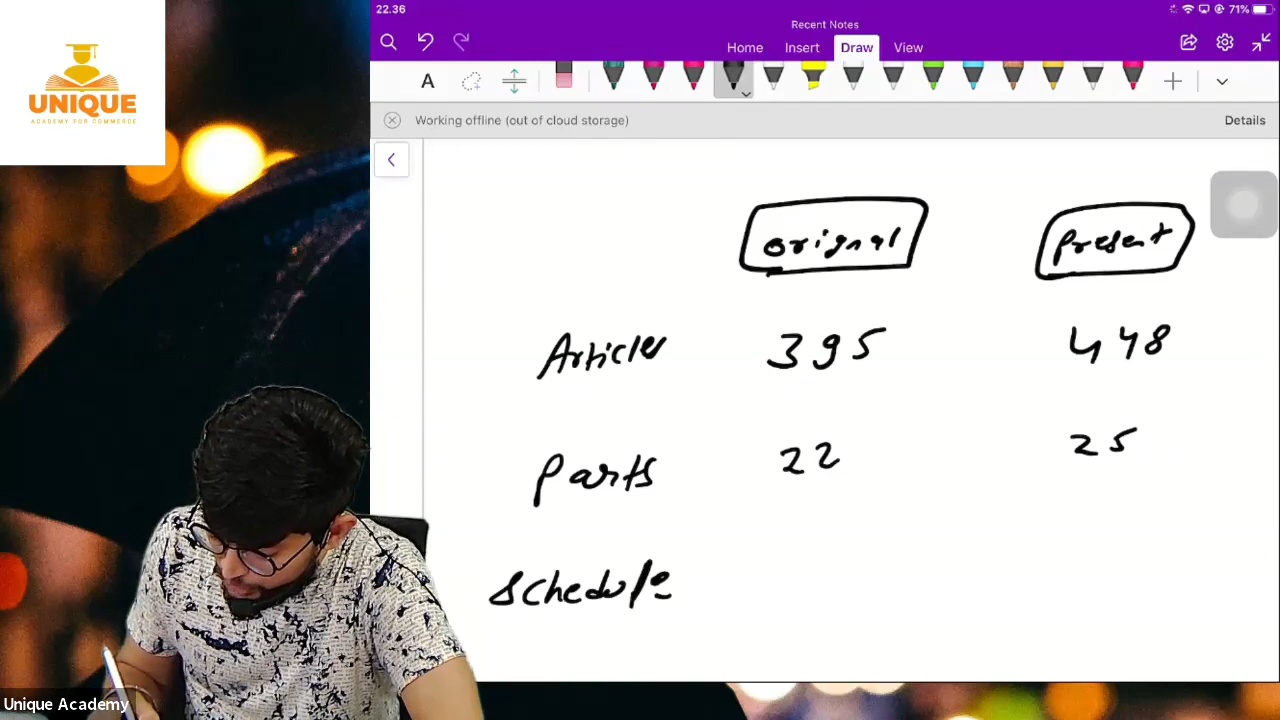 22.36
71%
Recent Notes
Home Insert Draw View
A
Working offline (out of cloud storage)
Details
UNIQUE
ACADEMY FOR COMMERCE
orignal Present
Articles 395 448
Parts 22 25
Schedule
Unique Academy